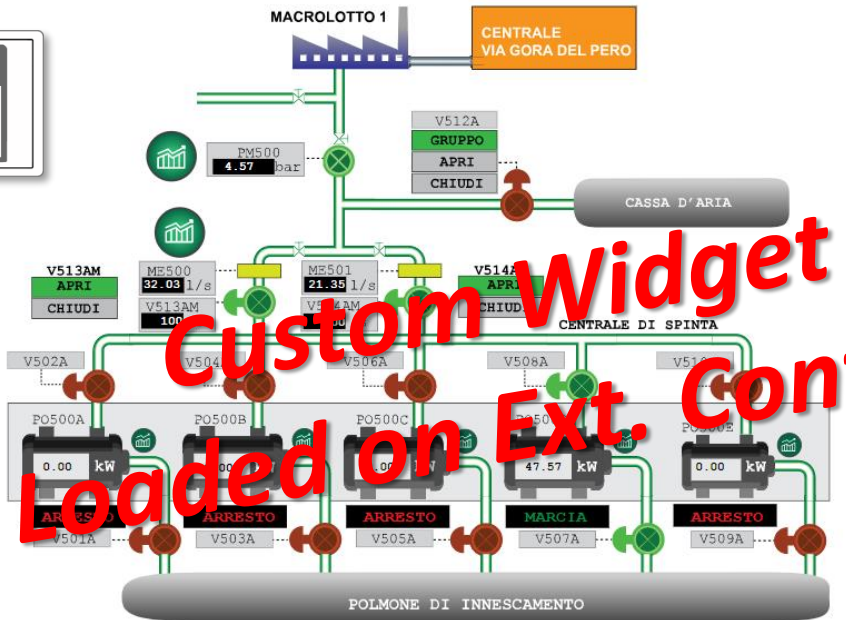 MACROLOTTO 1
CENTRALE
VIA GORA DEL PERO
V512A
GRUPPO
APRI
CHIUDI
PM500
4.57 bar
CASSA D'ARIA
V513AM
APRI
CHIUDI
ME500
32.03 l/s
V513AM
100
ME501
21.35 l/s
APRI
CHIUDI
CENTRALE DI SPINTA
V502A
V506A
V508A
Custom Widget
Loaded on Ext.
PO500A
0.00 kW
ARRESTO
V501A
PO500B
ARRESTO
V503A
PO500C
ARRESTO
V505A
47.57 kW
MARCIA
V507A
0.00 kW
ARRESTO
V509A
POLMONE DI INNESCAMENTO